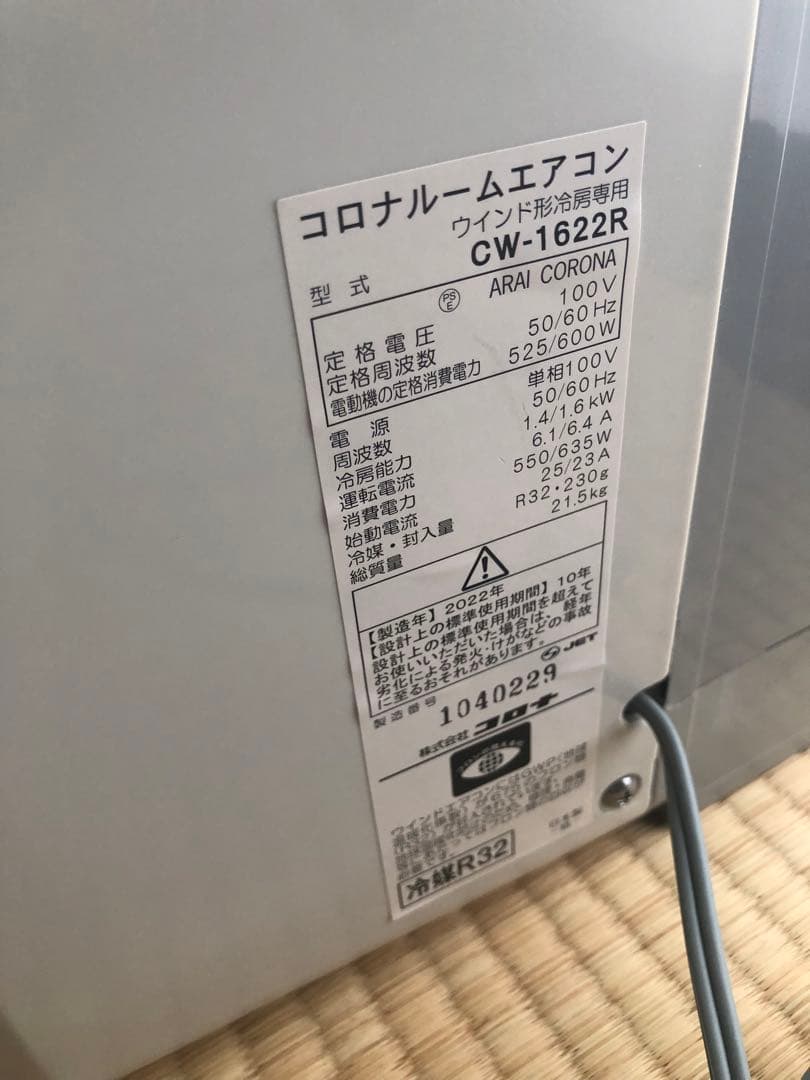 コロナルームエアコン
ウインド形冷房専用
型式 CW-1622R
PS E ARAI CORONA
定格電圧 100V
定格周波数 50/60Hz
電動機の定格消費電力 525/600W
電源 単相100V
周波数 50/60Hz
冷房能力 1.4/1.6kW
運転電流 6.1/6.4A
消費電力 550/635W
始動電流 25/23A
冷媒・封入量 R32・230g
総質量 21.5kg
【製造年】2022年
【設計上の標準使用期間】10年
設計上の標準使用期間を超えて
お使いいただいた場合は、経年
劣化による発火・けがなどの事故
に至るおそれがあります。
JET
製造番号 1040229
株式会社 コロナ
日本製
冷媒R32